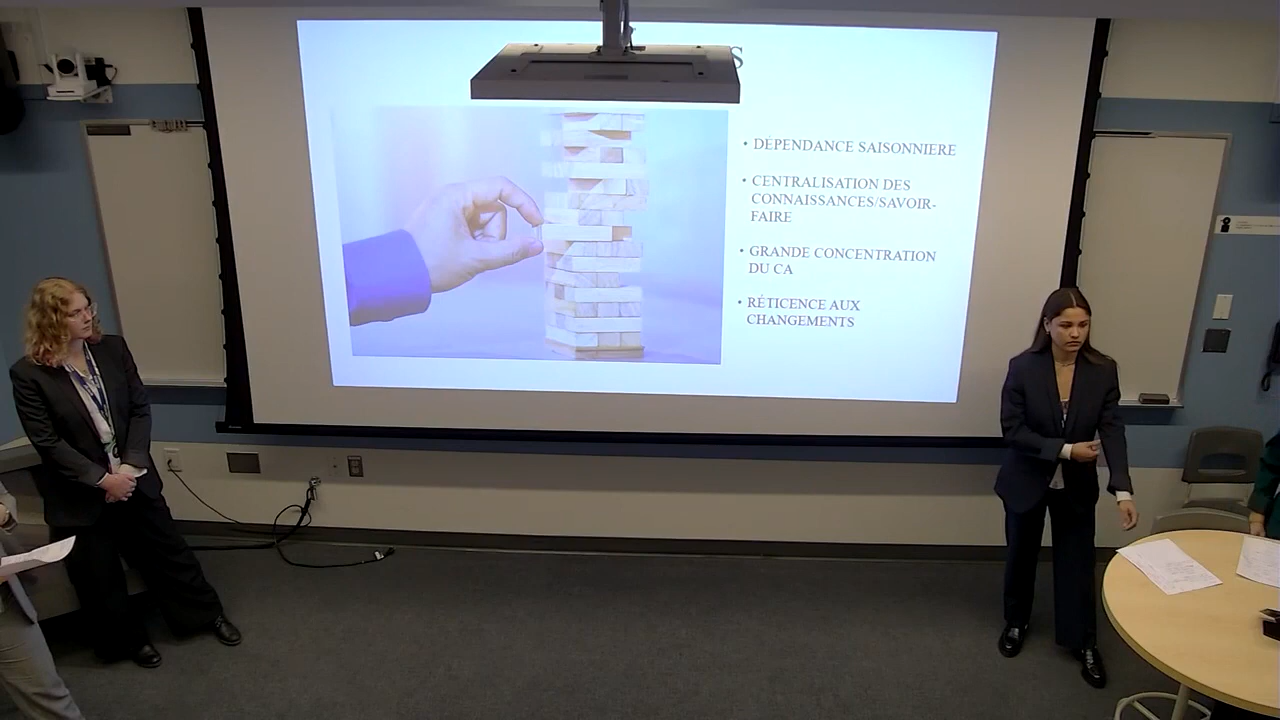 • DÉPENDANCE SAISONNIERE
• CENTRALISATION DES
CONNAISSANCES/SAVOIR-
FAIRE
• GRANDE CONCENTRATION
DU CA
• RÉTICENCE AUX
CHANGEMENTS